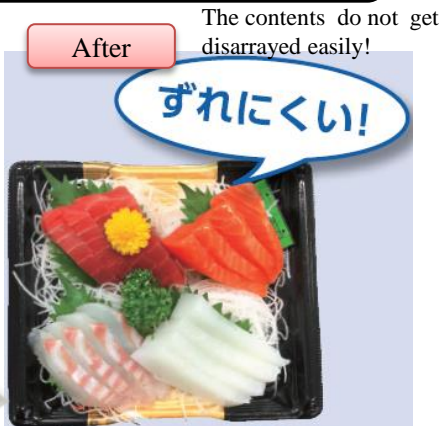 The contents do not get
After
disarrayed easily!
ずれにくい!